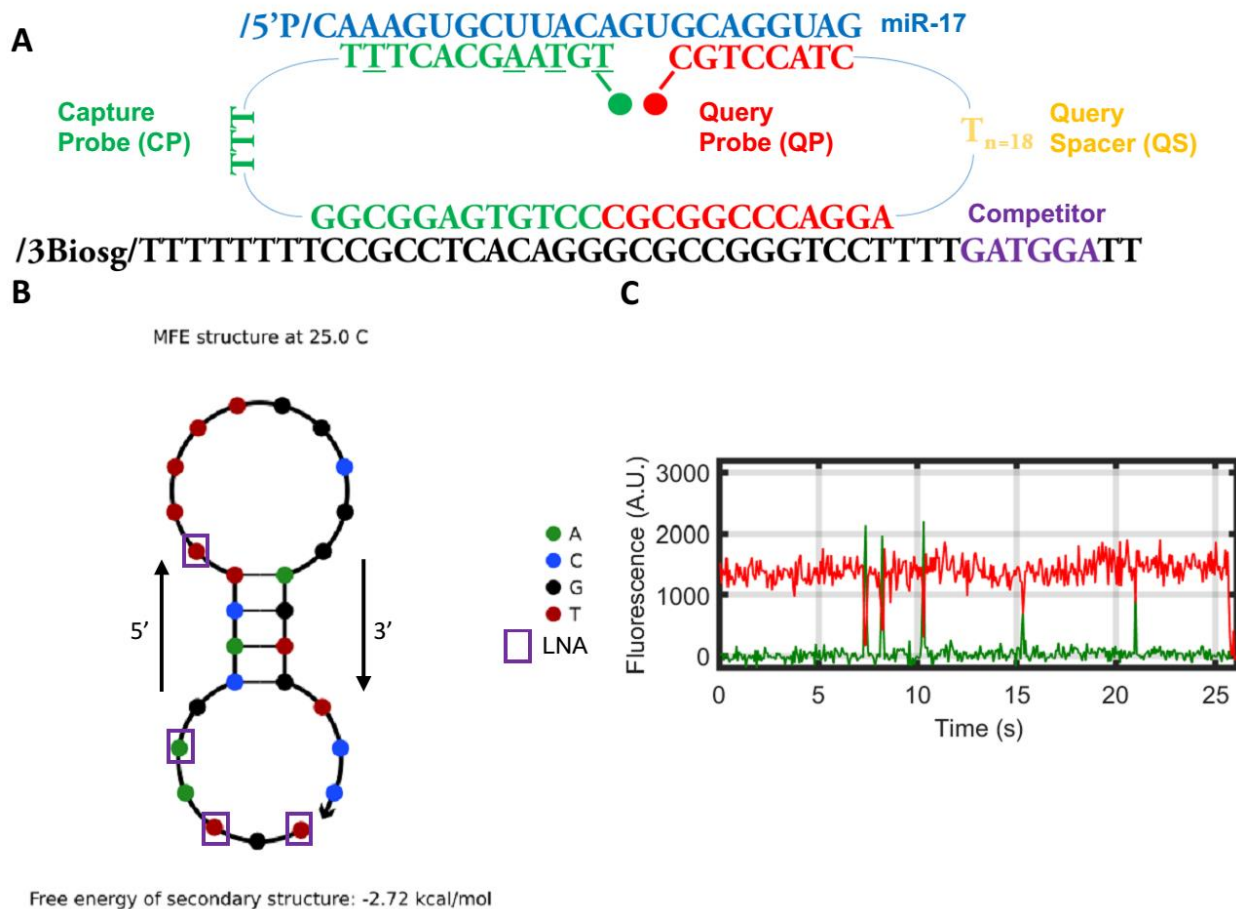 A
/5'P/CAAAGUGCUUACAGUGCAGGUAG miR-17
TTTCACGAATGT CGTCCATC
Capture Probe (CP)
TTT
Query Probe (QP)
Tn=18
Query Spacer (QS)
GGCGGAGTGTCCCGCGGCCCAGGA
Competitor
/3Biosg/TTTTTTTTCCGCCTCACAGGGCGCCGGGTCCTTTTGATGGATT
B
MFE structure at 25.0 C
5'
3'
A
C
G
T
LNA
Free energy of secondary structure: -2.72 kcal/mol
C
Fluorescence (A.U.)
3000
2000
1000
0
0 5 10 15 20 25
Time (s)